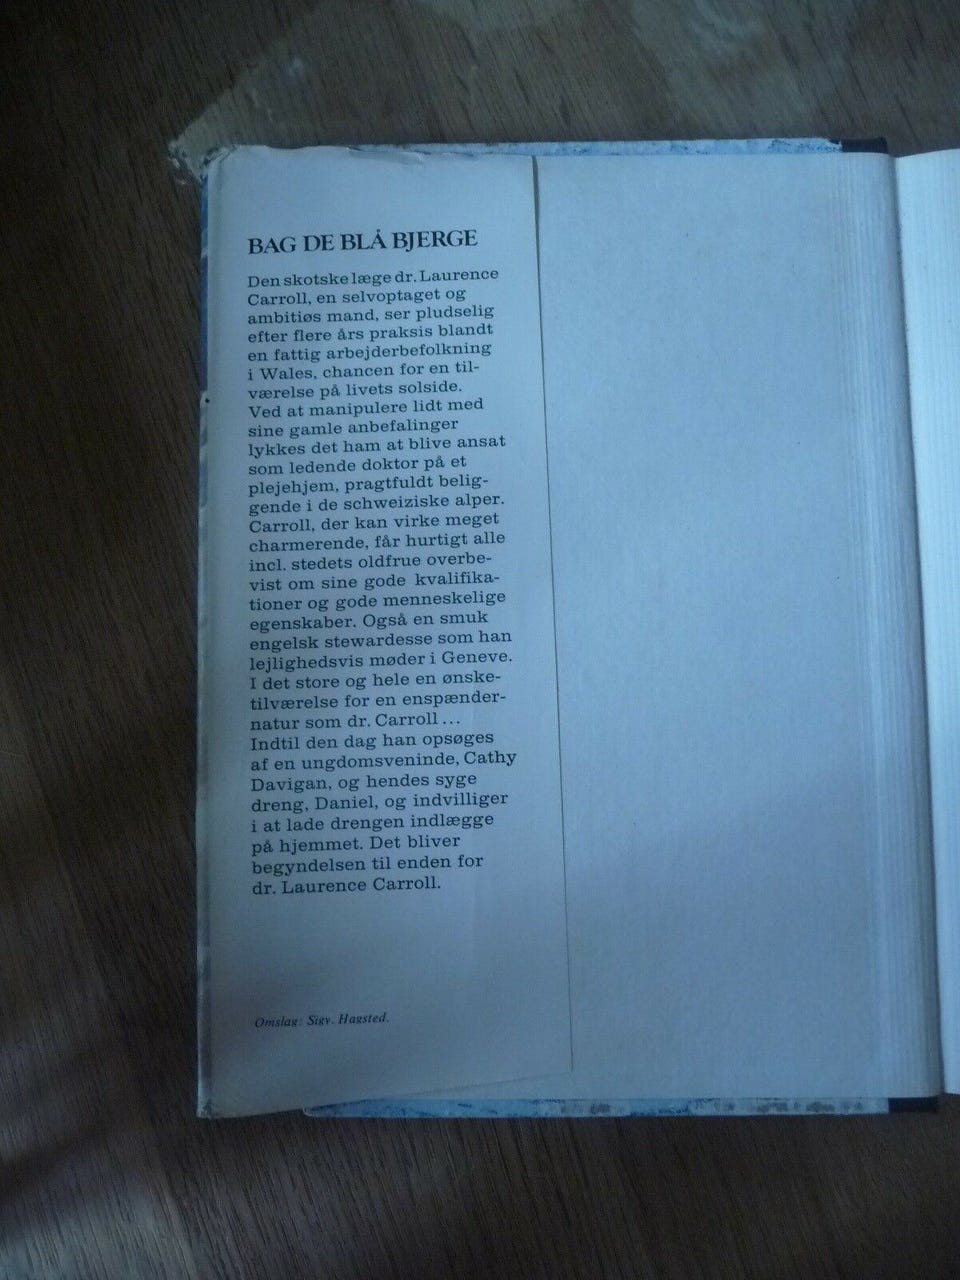 BAG DE BLÅ BJERGE
Den skotske læge dr. Laurence
Carroll, en selvoptaget og
ambitiøs mand, ser pludselig
efter flere års praksis blandt
en fattig arbejderbefolkning
i Wales, chancen for en til-
værelse på livets solside.
Ved at manipulere lidt med
sine gamle anbefalinger
lykkes det ham at blive ansat
som ledende doktor på et
plejehjem, pragtfuldt belig-
gende i de schweiziske alper.
Carroll, der kan virke meget
charmerende, får hurtigt alle
incl. stedets oldfrue overbe-
vist om sine gode kvalifika-
tioner og gode menneskelige
egenskaber. Også en smuk
engelsk stewardesse som han
lejlighedsvis møder i Geneve.
I det store og hele en ønske-
tilværelse for en enspænder-
natur som dr. Carroll ...
Indtil den dag han opsøges
af en ungdomsveninde, Cathy
Davigan, og hendes syge
dreng, Daniel, og indvilliger
i at lade drengen indlægge
på hjemmet. Det bliver
begyndelsen til enden for
dr. Laurence Carroll.
Omslag: Sigv. Hagsted.